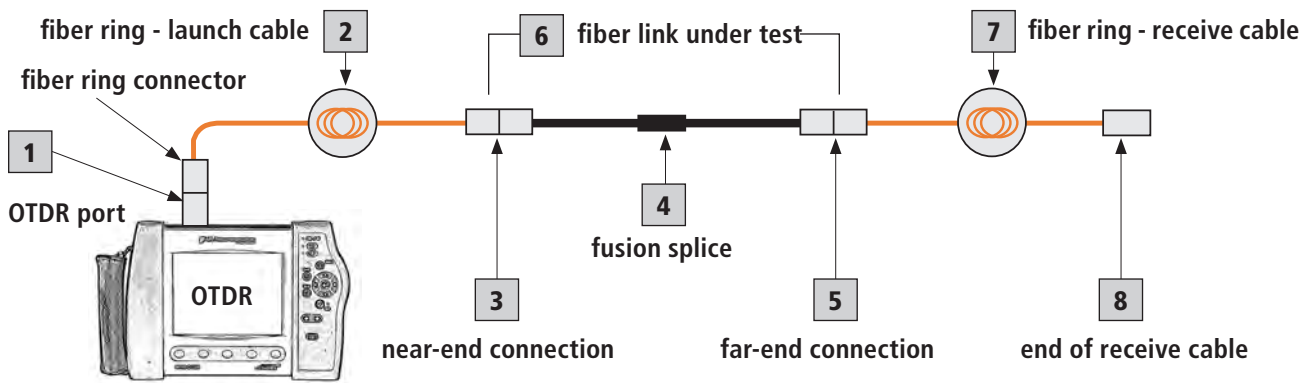 fiber ring - launch cable 2
6 fiber link under test
7 fiber ring - receive cable
fiber ring connector
1
OTDR port
4
fusion splice
OTDR
3
near-end connection
5
far-end connection
8
end of receive cable